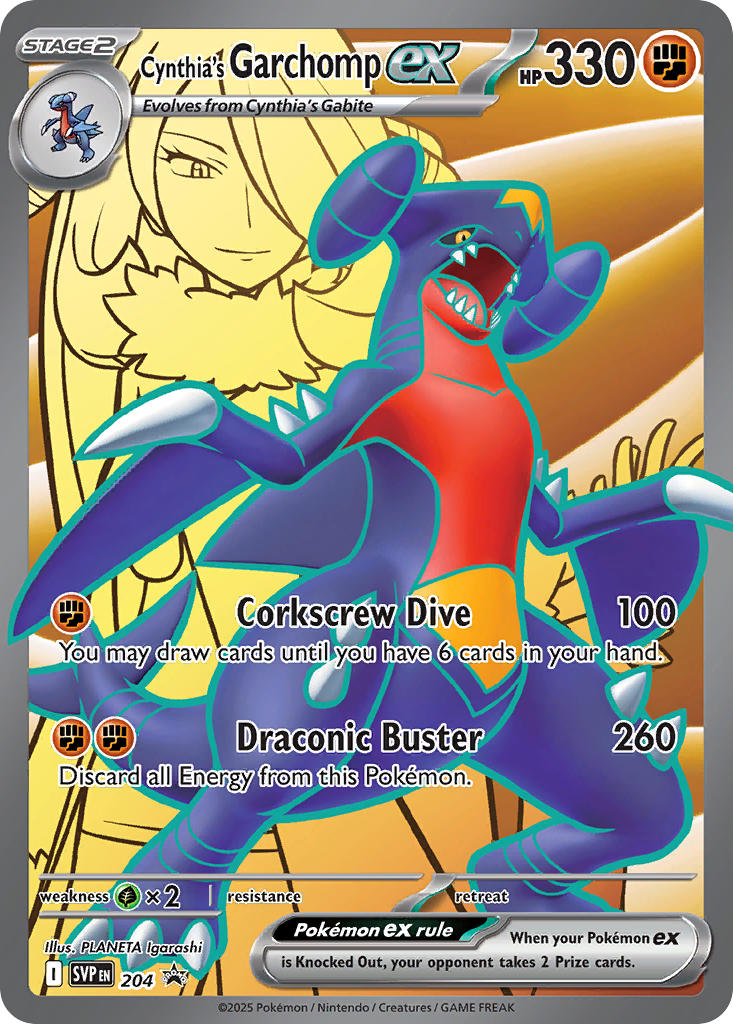 STAGE2
Cynthia's Garchomp ex HP330
Evolves from Cynthia's Gabite
Corkscrew Dive 100
You may draw cards until you have 6 cards in your hand.
Draconic Buster 260
Discard all Energy from this Pokémon.
weakness ×2 resistance retreat
Illus. PLANETA Igarashi
Pokémon ex rule
When your Pokémon ex
is Knocked Out, your opponent takes 2 Prize cards.
I SVP EN 204
©2025 Pokémon / Nintendo / Creatures / GAME FREAK